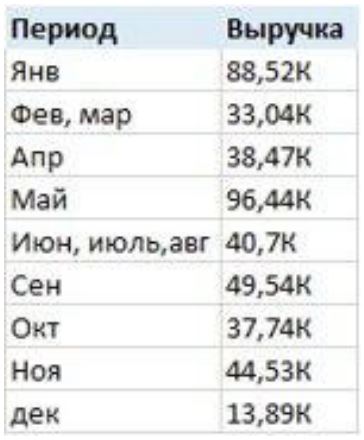 Период Выручка
Янв 88,52К
Фев, мар 33,04К
Апр 38,47К
Май 96,44К
Июн, июль,авг 40,7К
Сен 49,54К
Окт 37,74К
Ноя 44,53К
дек 13,89К